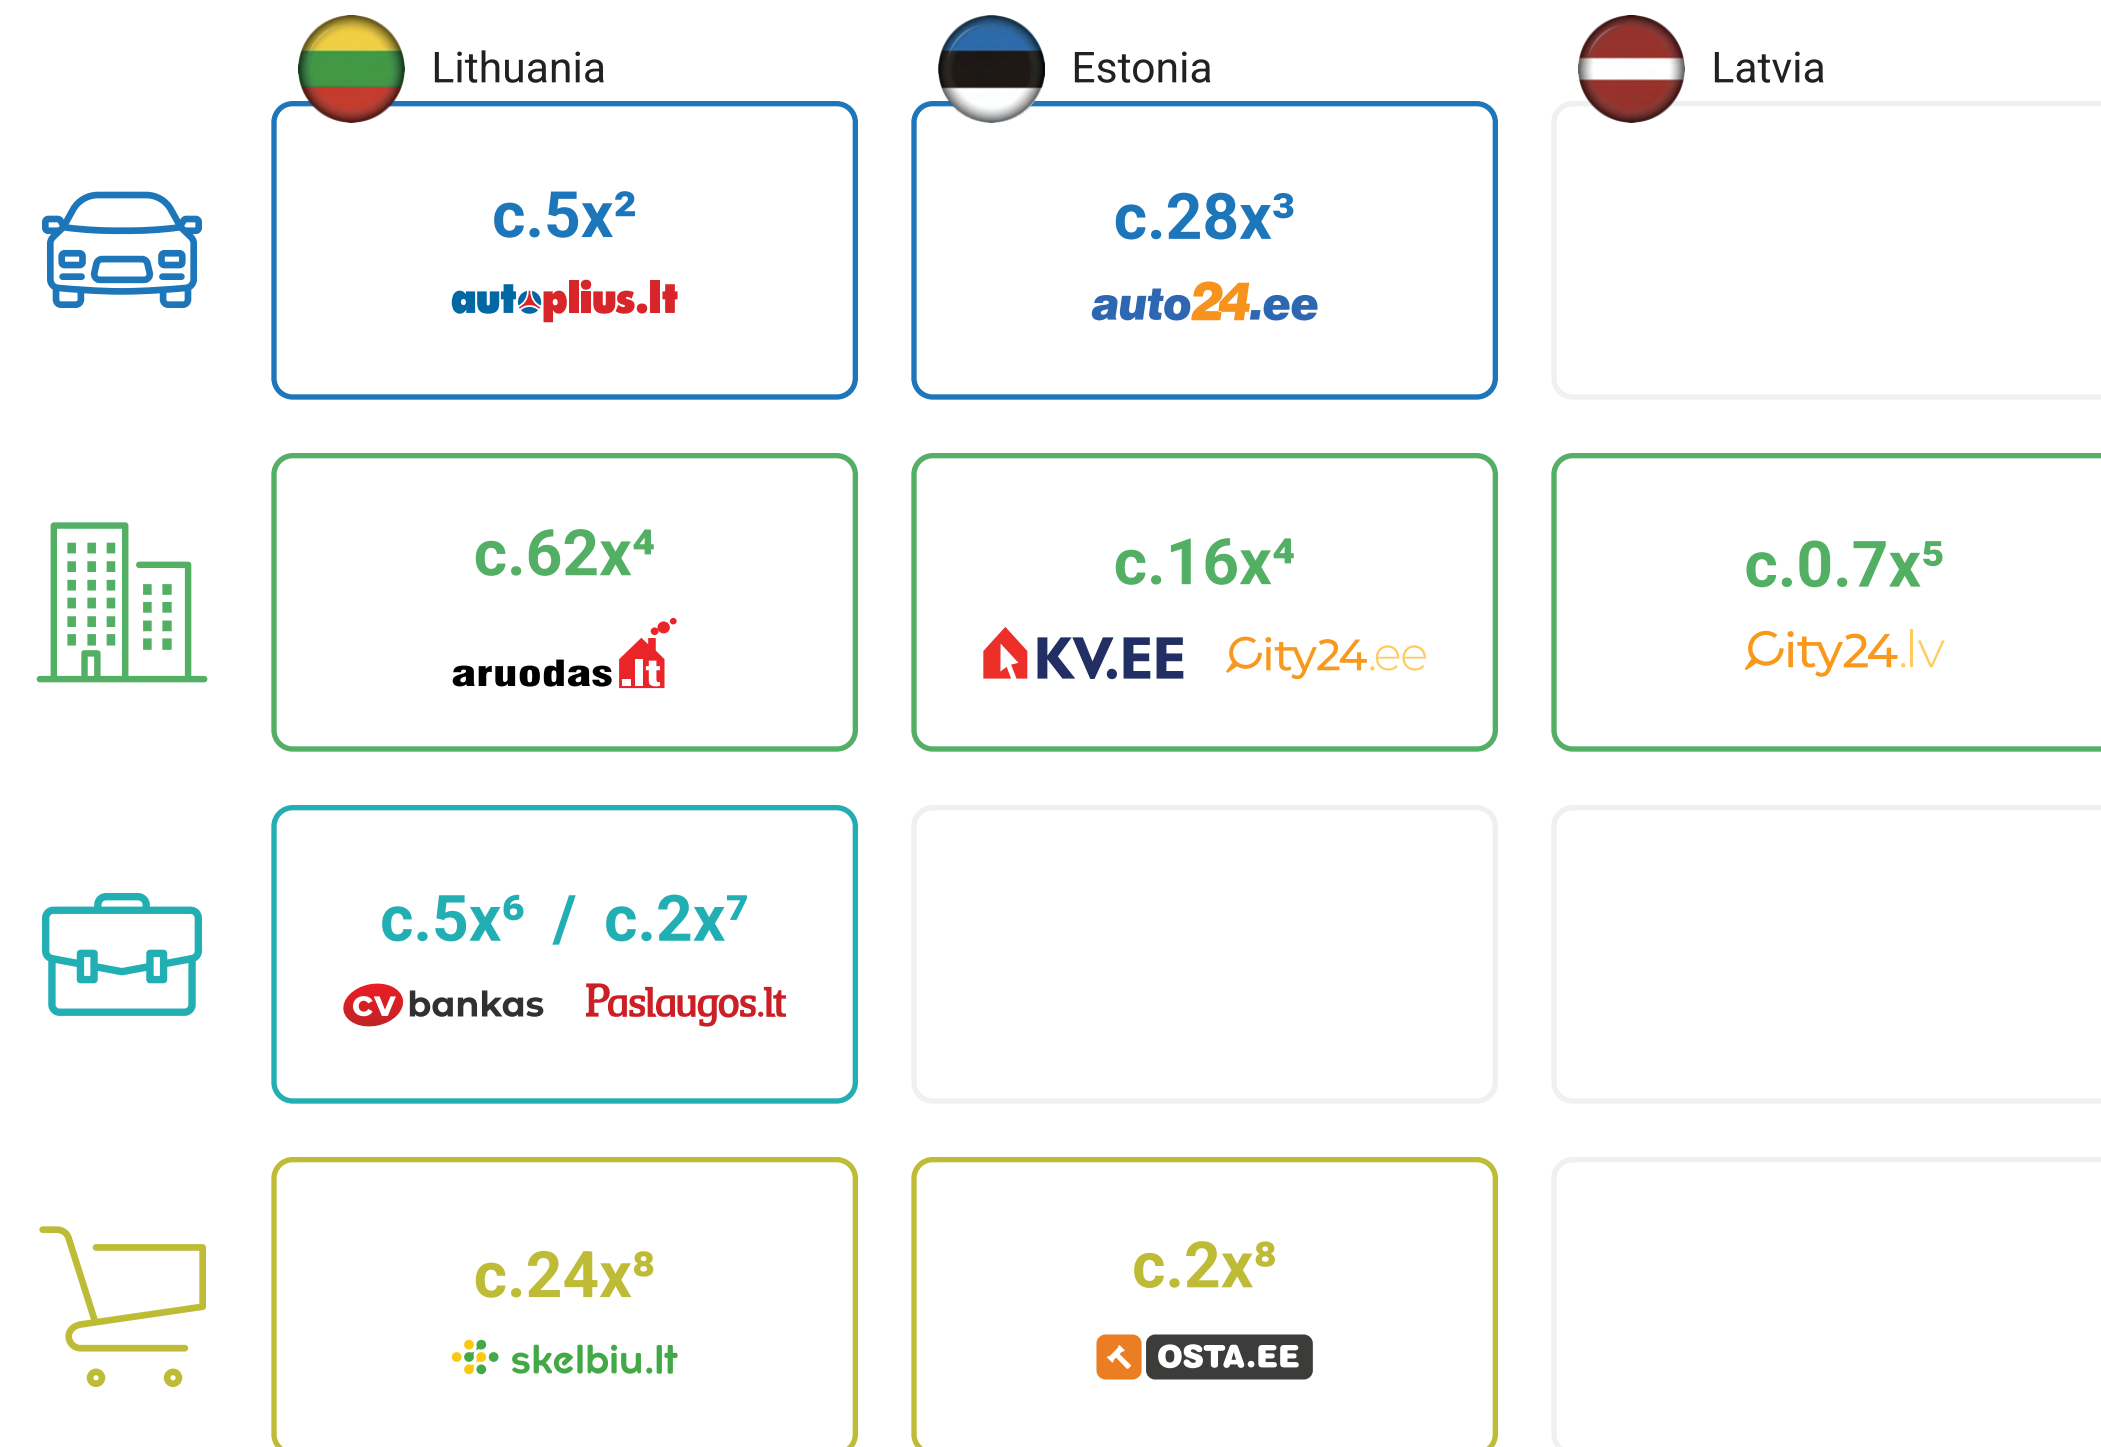 Lithuania
Estonia
Latvia
c.5x²
autoplius.lt
c.28x³
auto24.ee
c.62x⁴
aruodas.lt
c.16x⁴
KV.EE
City24.ee
c.0.7x⁵
City24.lv
c.5x⁶ / c.2x⁷
cv bankas
Paslaugos.lt
c.24x⁸
skelbiu.lt
c.2x⁸
OSTA.EE